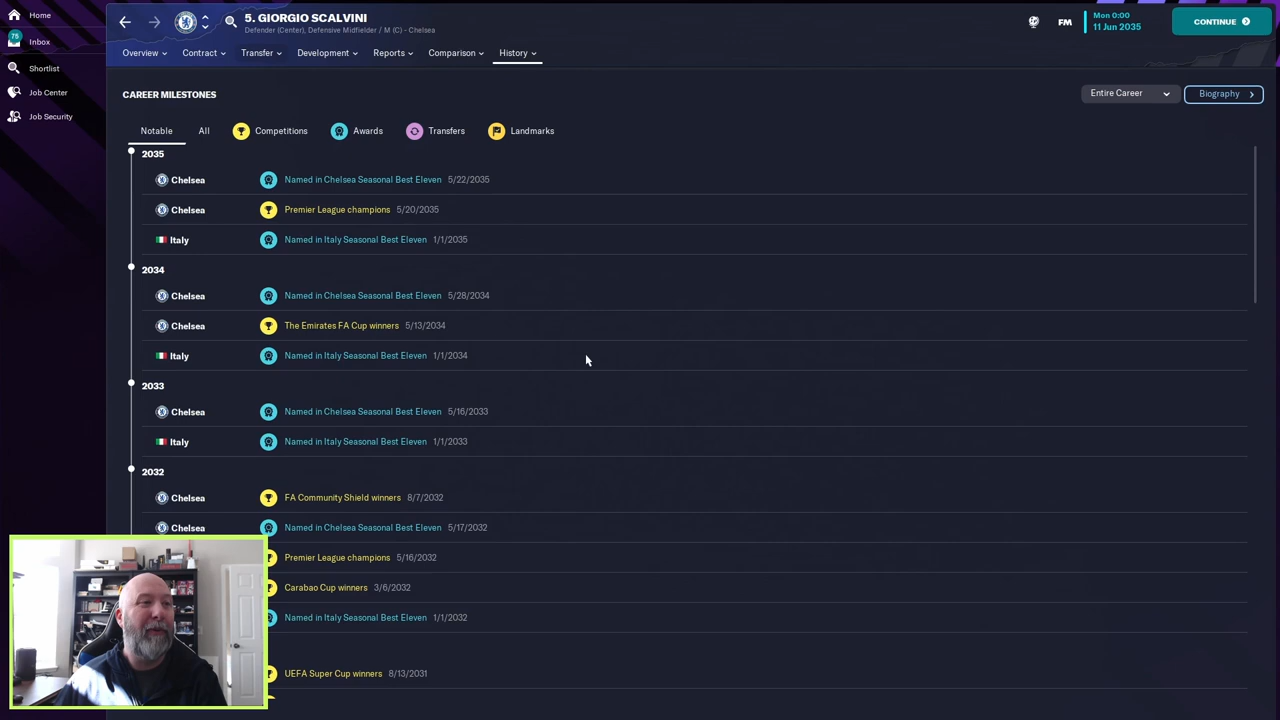 Home
75
Inbox
Shortlist
Job Center
Job Security
5. GIORGIO SCALVINI
Defender (Center), Defensive Midfielder / M (C) - Chelsea
FM
Mon 0:00
11 Jun 2035
CONTINUE
Overview
Contract
Transfer
Development
Reports
Comparison
History
CAREER MILESTONES
Entire Career
Biography
Notable
All
Competitions
Awards
Transfers
Landmarks
2035
Chelsea Named in Chelsea Seasonal Best Eleven 5/22/2035
Chelsea Premier League champions 5/20/2035
Italy Named in Italy Seasonal Best Eleven 1/1/2035
2034
Chelsea Named in Chelsea Seasonal Best Eleven 5/28/2034
Chelsea The Emirates FA Cup winners 5/13/2034
Italy Named in Italy Seasonal Best Eleven 1/1/2034
2033
Chelsea Named in Chelsea Seasonal Best Eleven 5/16/2033
Italy Named in Italy Seasonal Best Eleven 1/1/2033
2032
Chelsea FA Community Shield winners 8/7/2032
Chelsea Named in Chelsea Seasonal Best Eleven 5/17/2032
Premier League champions 5/16/2032
Carabao Cup winners 3/6/2032
Named in Italy Seasonal Best Eleven 1/1/2032
UEFA Super Cup winners 8/13/2031